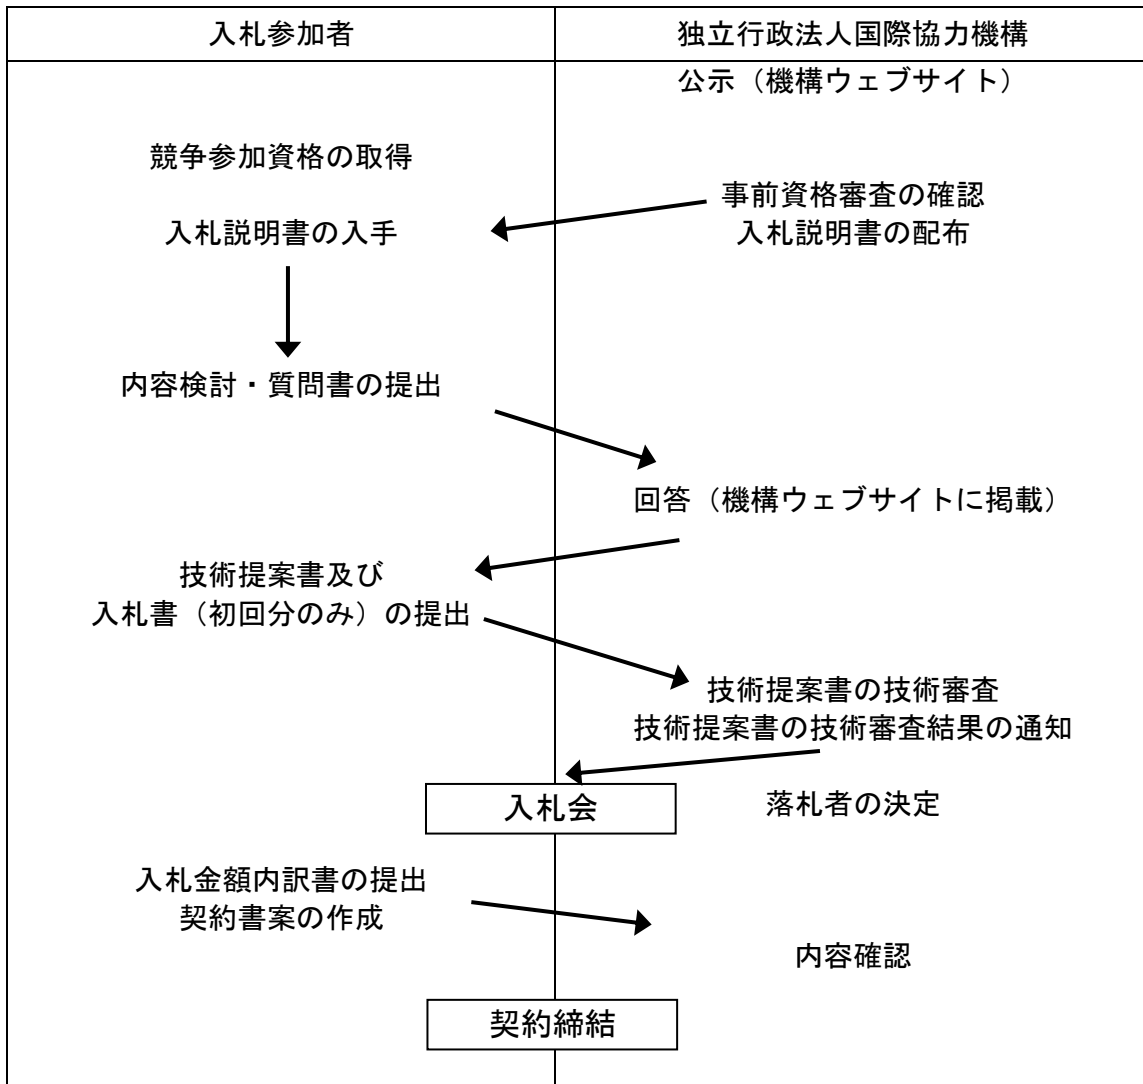 入札参加者
独立行政法人国際協力機構
公示（機構ウェブサイト）
競争参加資格の取得
事前資格審査の確認
入札説明書の入手
入札説明書の配布
内容検討・質問書の提出
回答（機構ウェブサイトに掲載）
技術提案書及び
入札書（初回分のみ）の提出
技術提案書の技術審査
技術提案書の技術審査結果の通知
入札会
落札者の決定
入札金額内訳書の提出
契約書案の作成
内容確認
契約締結